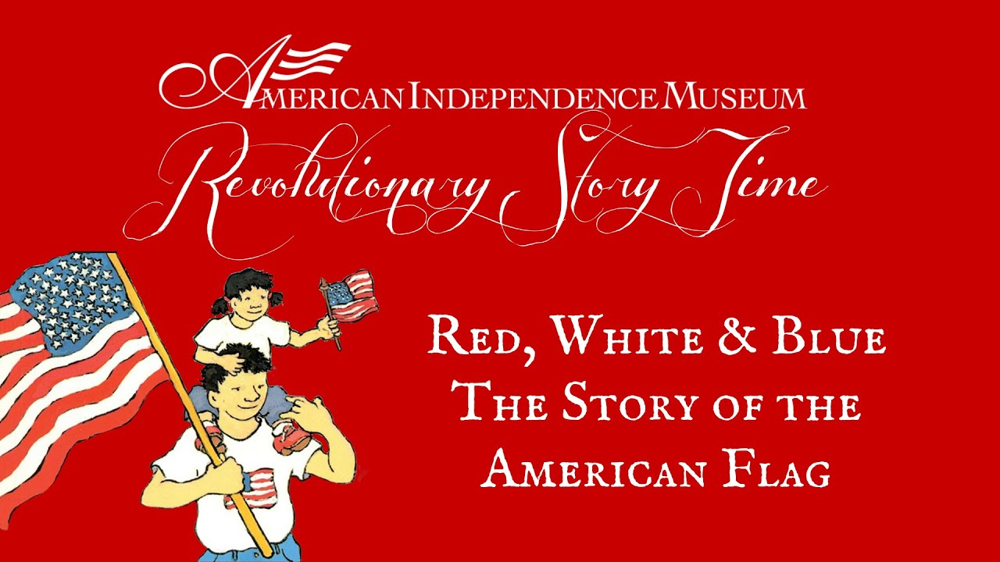 American Independence Museum
Revolutionary Story Time
Red, White & Blue
The Story of the
American Flag